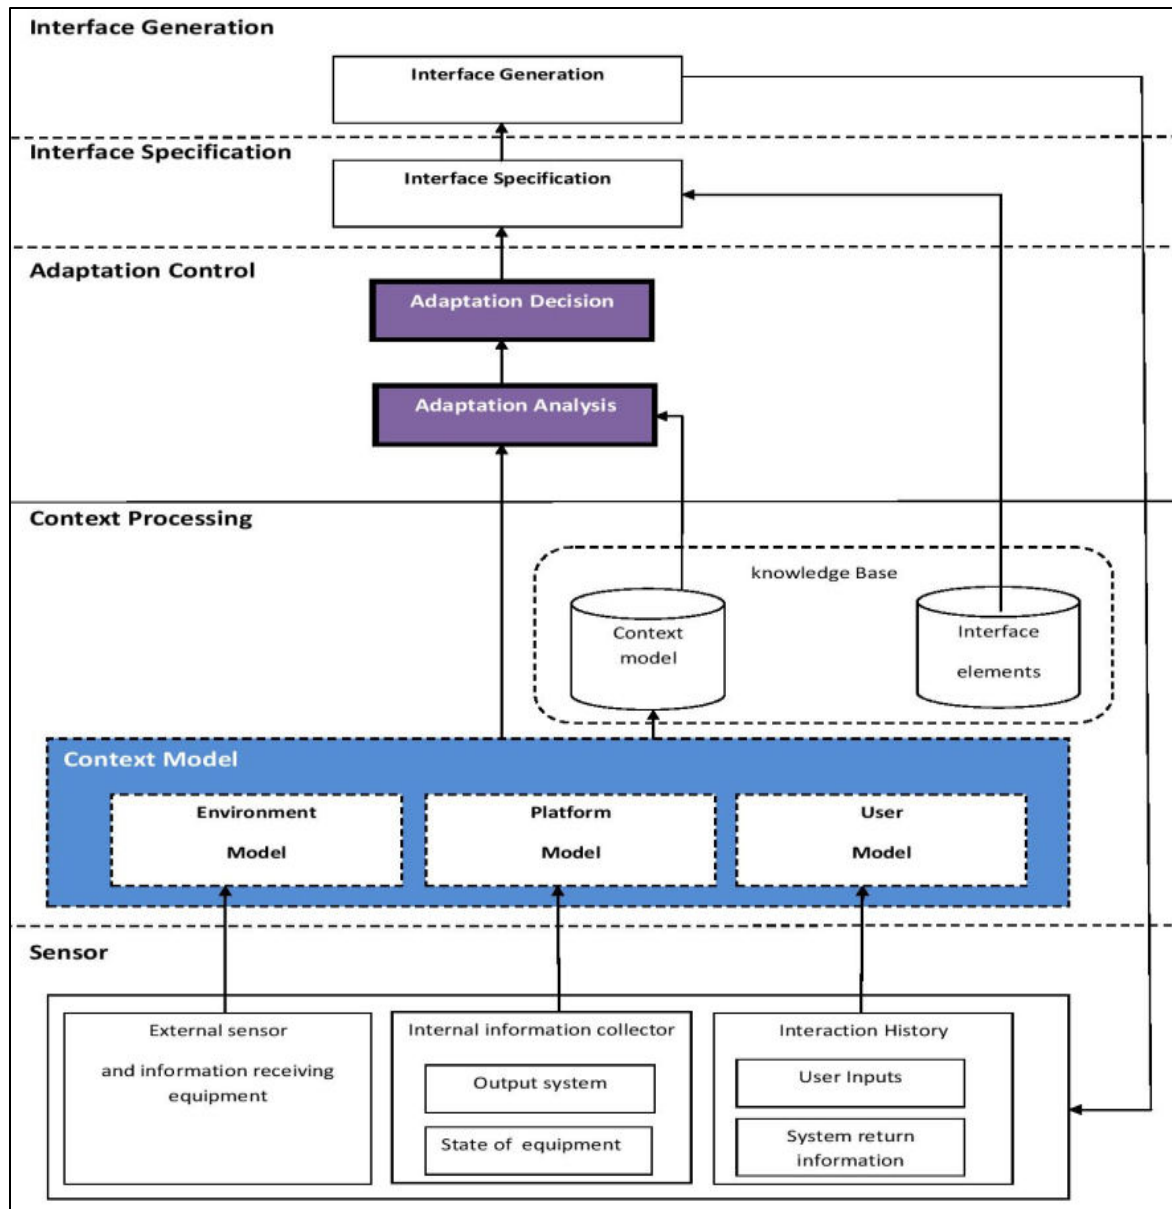 Interface Generation
Interface Generation
Interface Specification
Interface Specification
Adaptation Control
Adaptation Decision
Adaptation Analysis
Context Processing
knowledge Base
Context
model
Interface
elements
Context Model
Environment
Model
Platform
Model
User
Model
Sensor
External sensor
and information receiving
equipment
Internal information collector
Output system
State of equipment
Interaction History
User Inputs
System return
information